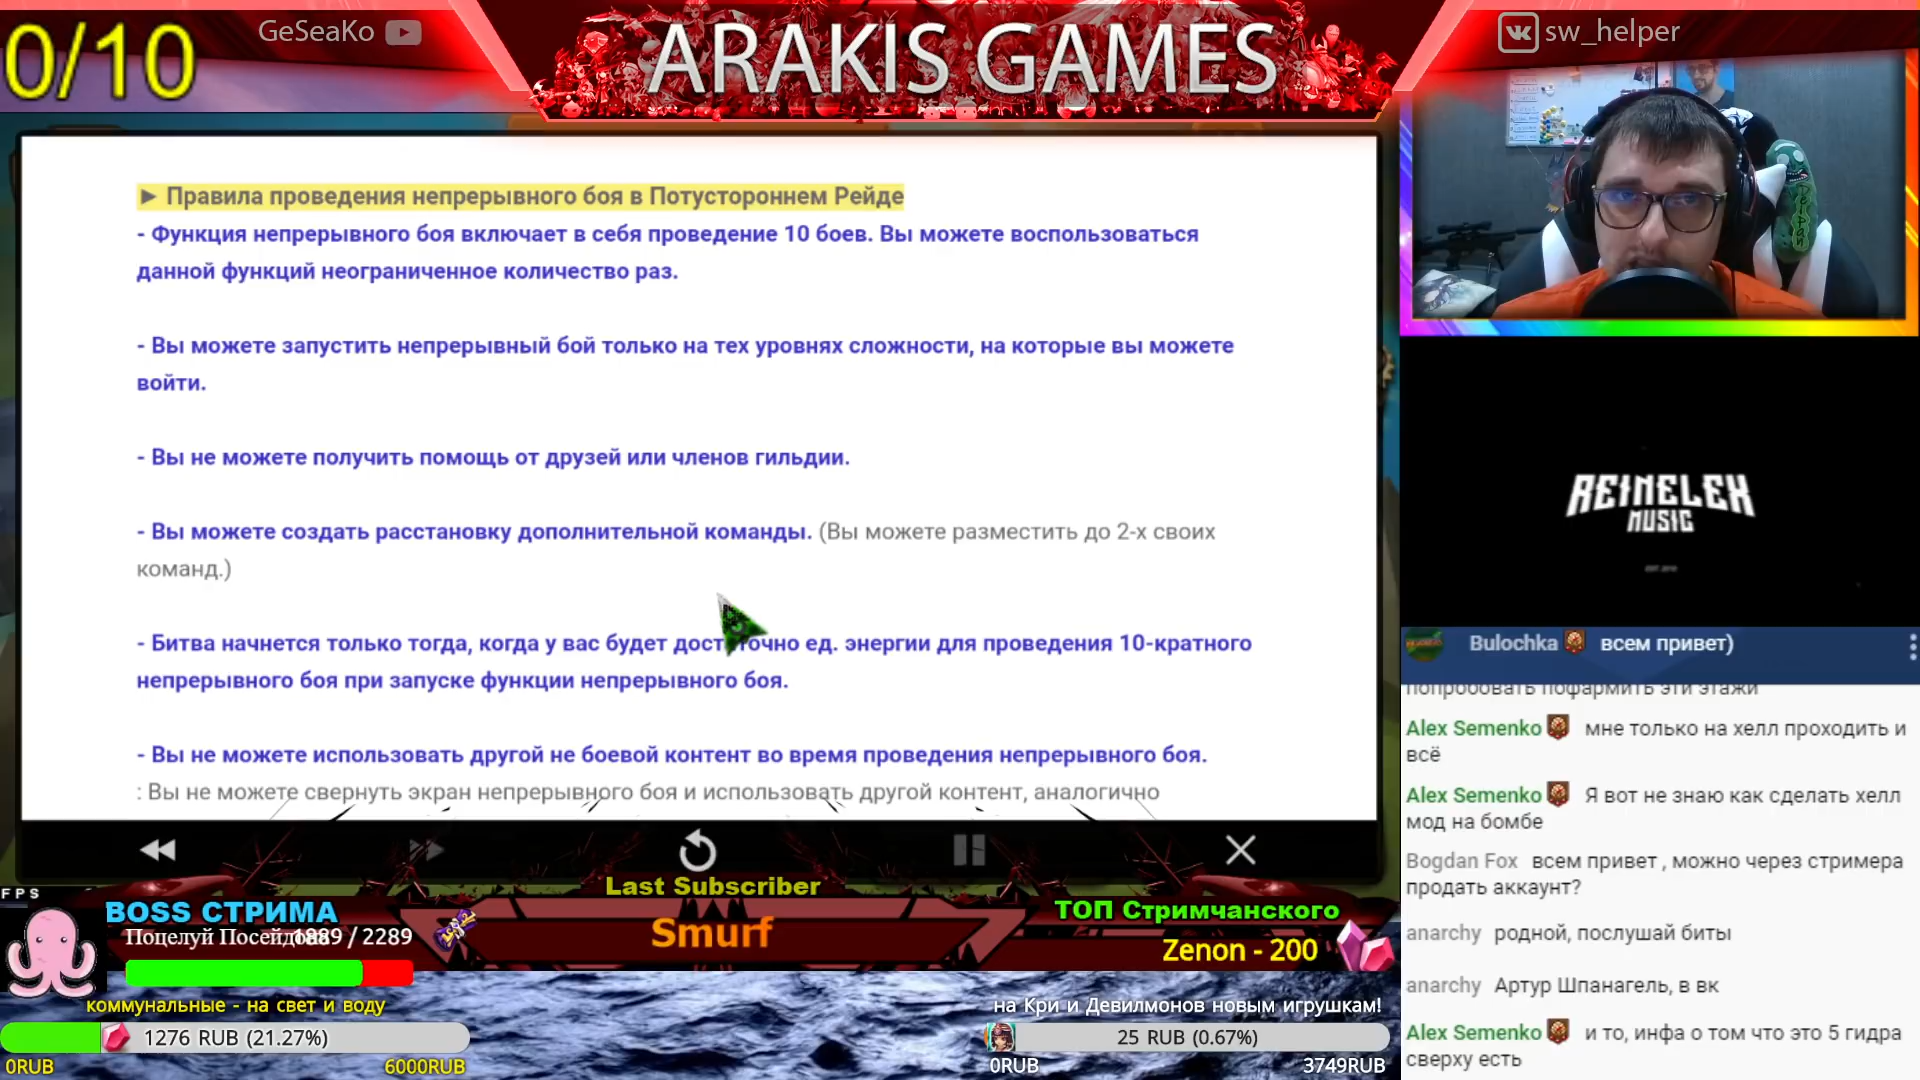 0/10
GeSeaKo
ARAKIS GAMES
sw_helper
► Правила проведения непрерывного боя в Потустороннем Рейде
- Функция непрерывного боя включает в себя проведение 10 боев. Вы можете воспользоваться
данной функций неограниченное количество раз.
- Вы можете запустить непрерывный бой только на тех уровнях сложности, на которые вы можете
войти.
- Вы не можете получить помощь от друзей или членов гильдии.
- Вы можете создать расстановку дополнительной команды. (Вы можете разместить до 2-х своих
команд.)
- Битва начнется только тогда, когда у вас будет достаточно ед. энергии для проведения 10-кратного
непрерывного боя при запуске функции непрерывного боя.
- Вы не можете использовать другой не боевой контент во время проведения непрерывного боя.
: Вы не можете свернуть экран непрерывного боя и использовать другой контент, аналогично
REINELEX
MUSIC
Bulochka всем привет)
попробовать пофармить эти этажи
Alex Semenko мне только на хелл проходить и
всё
Alex Semenko Я вот не знаю как сделать хелл
мод на бомбе
Bogdan Fox всем привет , можно через стримера
продать аккаунт?
anarchy родной, послушай биты
anarchy Артур Шпанагель, в вк
Alex Semenko и то, инфа о том что это 5 гидра
сверху есть
FPS
BOSS СТРИМА
Поцелуй Посейдона 1889 / 2289
Last Subscriber
Smurf
ТОП Стримчанского
Zenon - 200
коммунальные - на свет и воду
1276 RUB (21.27%)
0RUB 6000RUB
на Кри и Девилмонов новым игрушкам!
25 RUB (0.67%)
0RUB 3749RUB